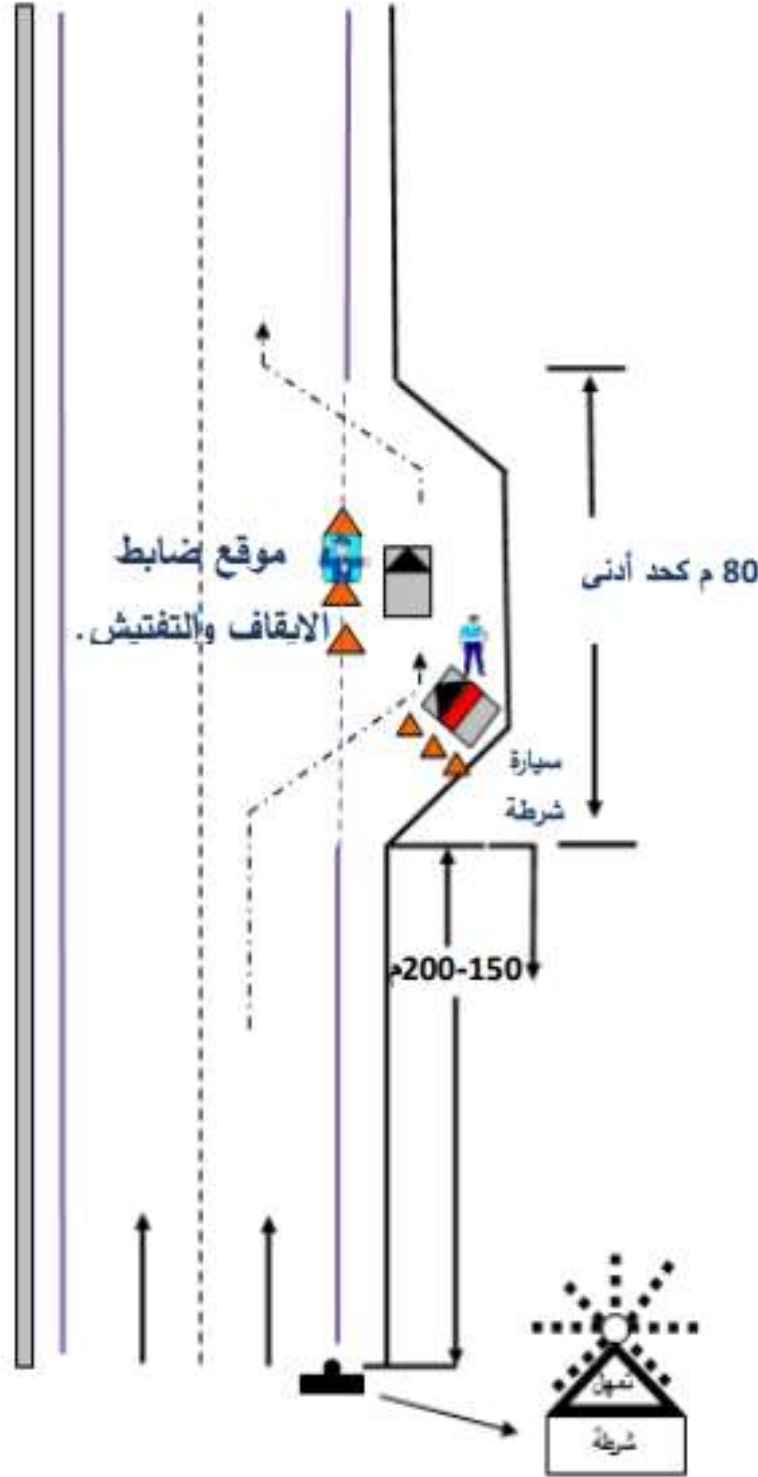 موقع ضابط
الايقاف والتفتيش.
80 م كحد أدنى
سيارة
شرطة
200-150م
تمهل
شرطة